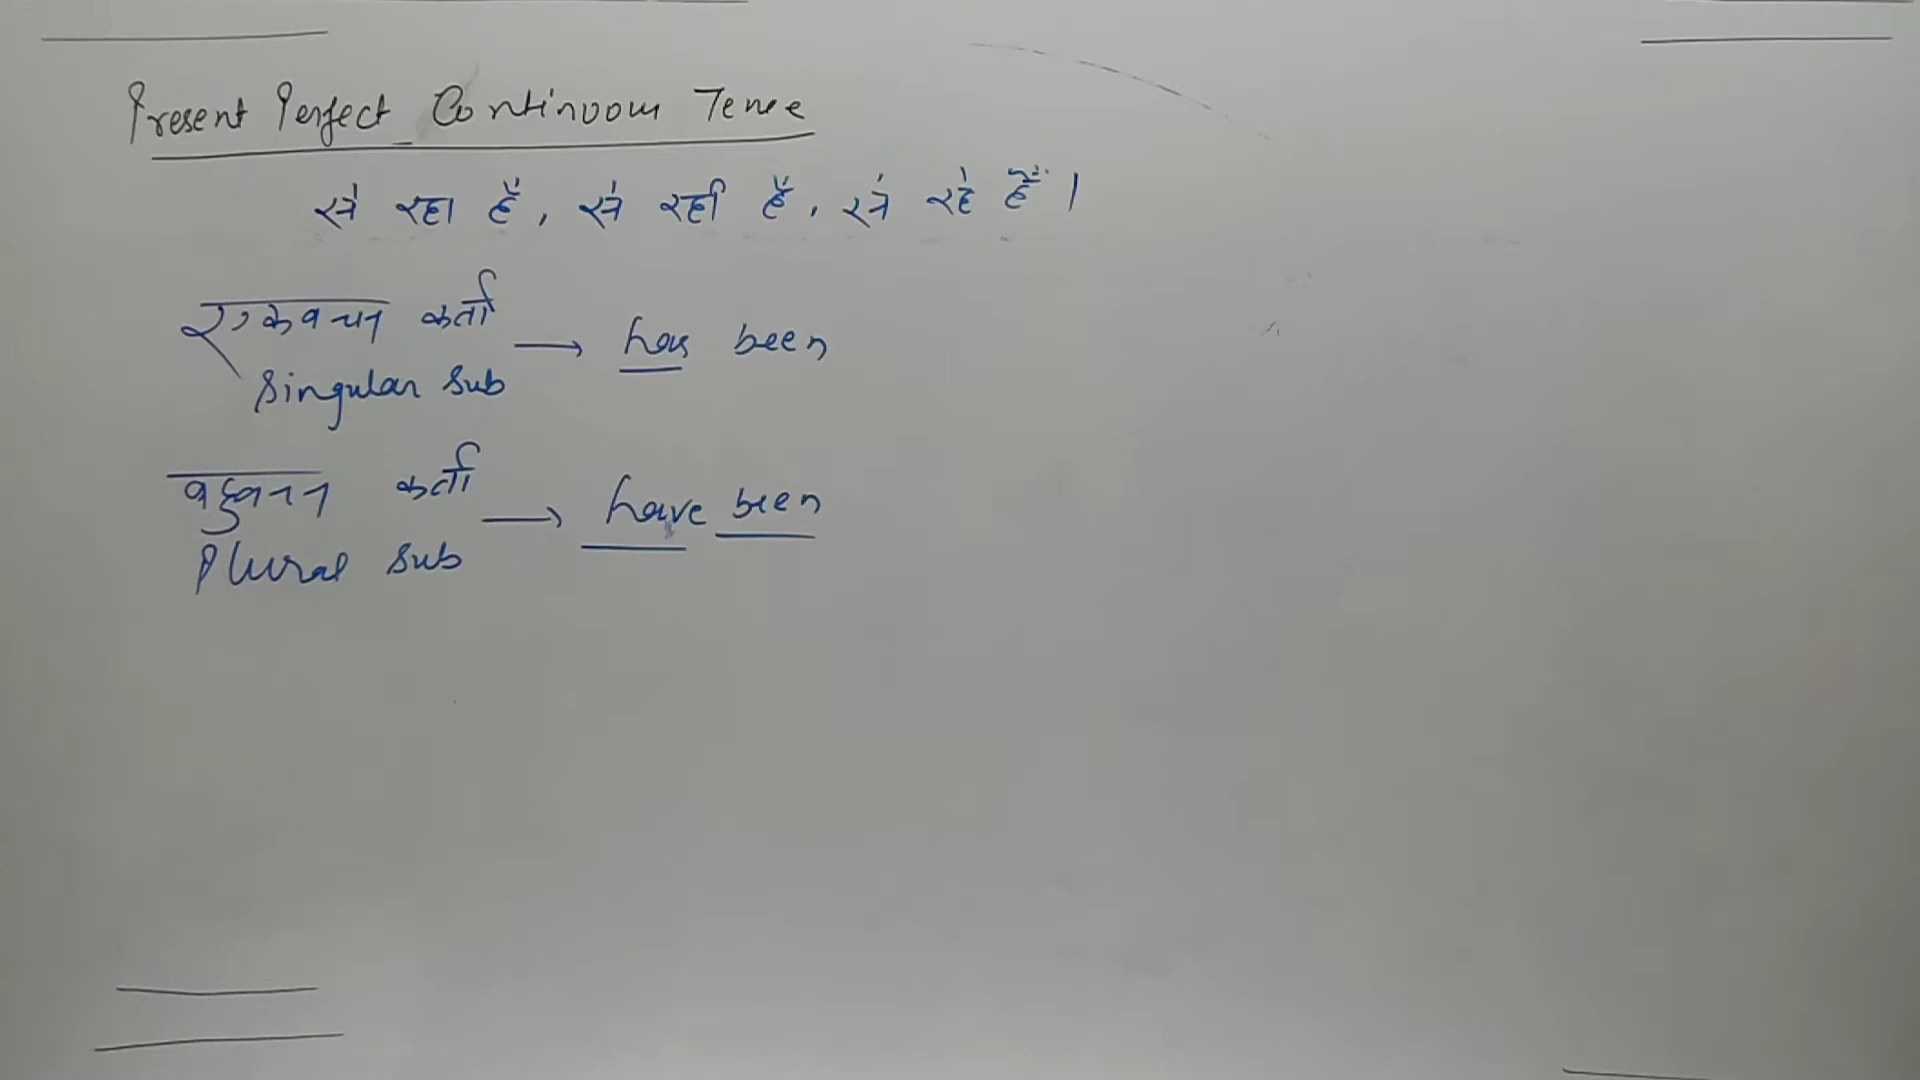 Present Perfect Continuous Tense
से रहा है, से रही है, से रहे हैं।
एकवचन कर्ता
Singular Sub → has been
बहुवचन कर्ता
Plural Sub → have been